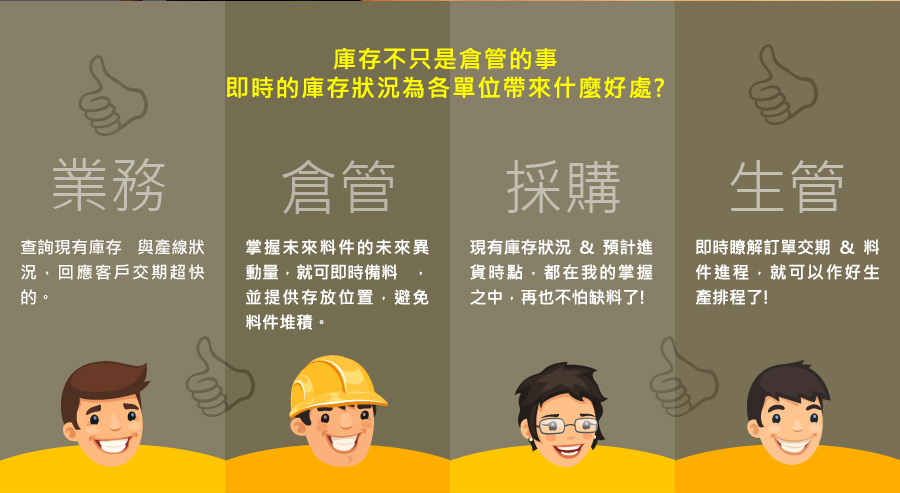 庫存不只是倉管的事
即時的庫存狀況為各單位帶來什麼好處?
業務
查詢現有庫存 與產線狀
況，回應客戶交期超快
的。
倉管
掌握未來料件的未來異
動量，就可即時備料 ，
並提供存放位置，避免
料件堆積。
採購
現有庫存狀況 & 預計進
貨時點，都在我的掌握
之中，再也不怕缺料了!
生管
即時瞭解訂單交期 & 料
件進程，就可以作好生
產排程了!